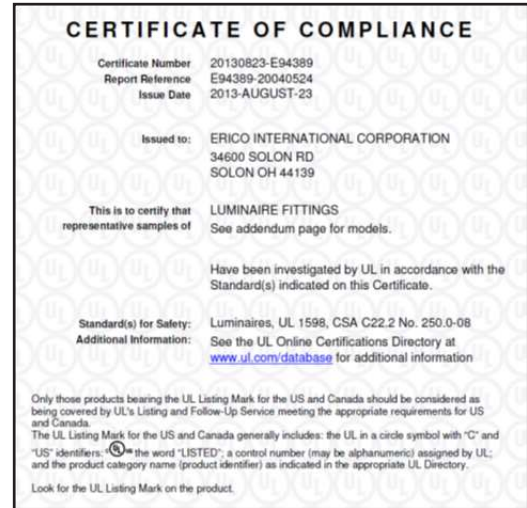 CERTIFICATE OF COMPLIANCE
Certificate Number 20130823-E94389
Report Reference E94389-20040524
Issue Date 2013-AUGUST-23
Issued to: ERICO INTERNATIONAL CORPORATION
34600 SOLON RD
SOLON OH 44139
This is to certify that LUMINAIRE FITTINGS
representative samples of See addendum page for models.
Have been investigated by UL in accordance with the
Standard(s) indicated on this Certificate.
Standard(s) for Safety: Luminaires, UL 1598, CSA C22.2 No. 250.0-08
Additional Information: See the UL Online Certifications Directory at
www.ul.com/database for additional information
Only those products bearing the UL Listing Mark for the US and Canada should be considered as
being covered by UL's Listing and Follow-Up Service meeting the appropriate requirements for US
and Canada.
The UL Listing Mark for the US and Canada generally includes: the UL in a circle symbol with "C" and
"US" identifiers: the word "LISTED"; a control number (may be alphanumeric) assigned by UL;
and the product category name (product identifier) as indicated in the appropriate UL Directory.
Look for the UL Listing Mark on the product.